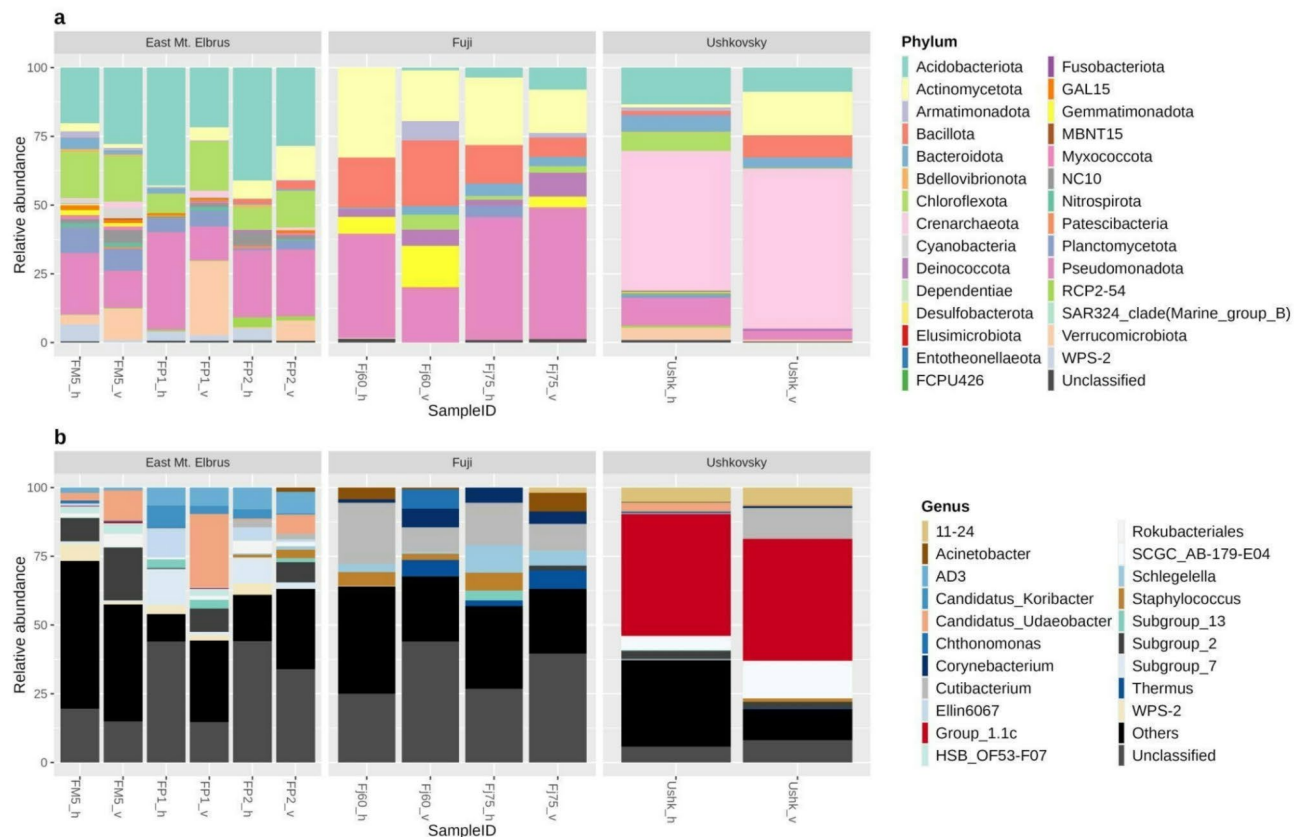 a
East Mt. Elbrus
Fuji
Ushkovsky
Relative abundance
100
75
50
25
0
FM5_h
FM5_v
FP1_h
FP1_v
FP2_h
FP2_v
Fj60_h
Fj60_v
Fj75_h
Fj75_v
Ushk_h
Ushk_v
SampleID
Phylum
Acidobacteriota
Actinomycetota
Armatimonadota
Bacillota
Bacteroidota
Bdellovibrionota
Chloroflexota
Crenarchaeota
Cyanobacteria
Deinococcota
Dependentiae
Desulfobacterota
Elusimicrobiota
Entotheonellaeota
FCPU426
Fusobacteriota
GAL15
Gemmatimonadota
MBNT15
Myxococcota
NC10
Nitrospirota
Patescibacteria
Planctomycetota
Pseudomonadota
RCP2-54
SAR324_clade(Marine_group_B)
Verrucomicrobiota
WPS-2
Unclassified
b
East Mt. Elbrus
Fuji
Ushkovsky
Relative abundance
100
75
50
25
0
FM5_h
FM5_v
FP1_h
FP1_v
FP2_h
FP2_v
Fj60_h
Fj60_v
Fj75_h
Fj75_v
Ushk_h
Ushk_v
SampleID
Genus
11-24
Acinetobacter
AD3
Candidatus_Koribacter
Candidatus_Udaeobacter
Chthonomonas
Corynebacterium
Cutibacterium
Ellin6067
Group_1.1c
HSB_OF53-F07
Rokubacteriales
SCGC_AB-179-E04
Schlegelella
Staphylococcus
Subgroup_13
Subgroup_2
Subgroup_7
Thermus
WPS-2
Others
Unclassified